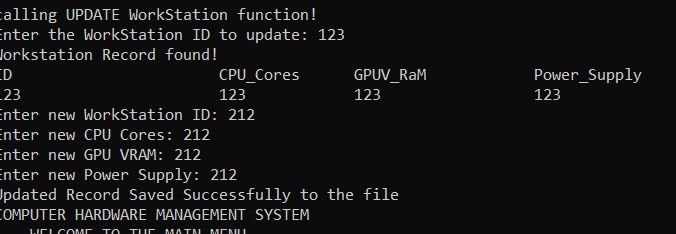 calling UPDATE WorkStation function!
Enter the WorkStation ID to update: 123
Workstation Record found!
ID CPU_Cores GPUV_RaM Power_Supply
123 123 123 123
Enter new WorkStation ID: 212
Enter new CPU Cores: 212
Enter new GPU VRAM: 212
Enter new Power Supply: 212
Updated Record Saved Successfully to the file
COMPUTER HARDWARE MANAGEMENT SYSTEM
WELCOME TO THE MAIN MENU